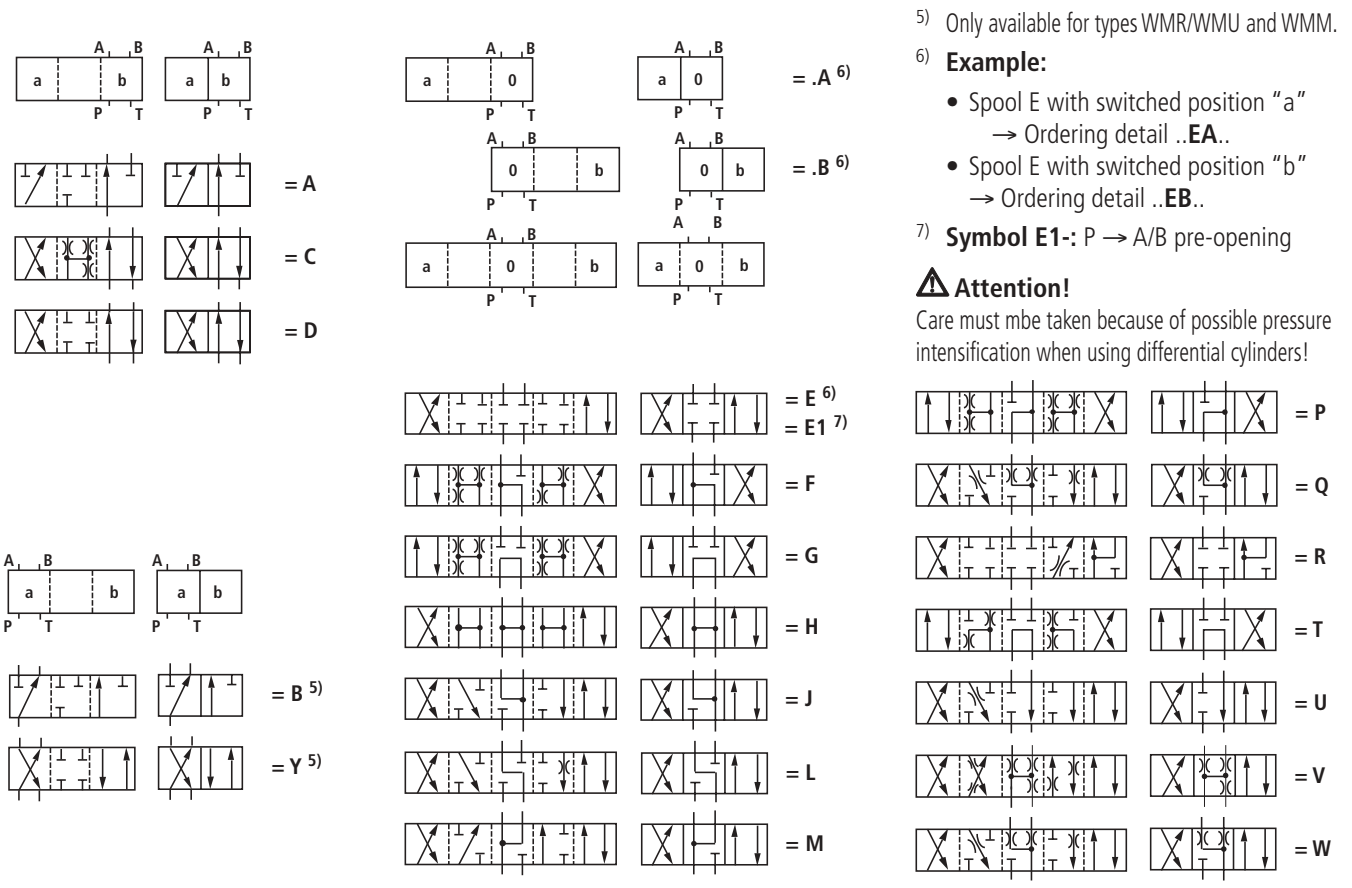 A B
a b
P T
A B
a b
P T
= A
= C
= D
A B
a b
P T
A B
a b
P T
= B 5)
= Y 5)
A B
a 0
P T
A B
a 0
P T
= .A 6)
A B
0 b
P T
A B
0 b
P T
= .B 6)
A B
a 0 b
P T
A B
a 0 b
P T
= E 6)
= E1 7)
= F
= G
= H
= J
= L
= M
5) Only available for types WMR/WMU and WMM.
6) Example:
• Spool E with switched position "a"
→ Ordering detail ..EA..
• Spool E with switched position "b"
→ Ordering detail ..EB..
7) Symbol E1-: P → A/B pre-opening
Attention!
Care must mbe taken because of possible pressure
intensification when using differential cylinders!
= P
= Q
= R
= T
= U
= V
= W